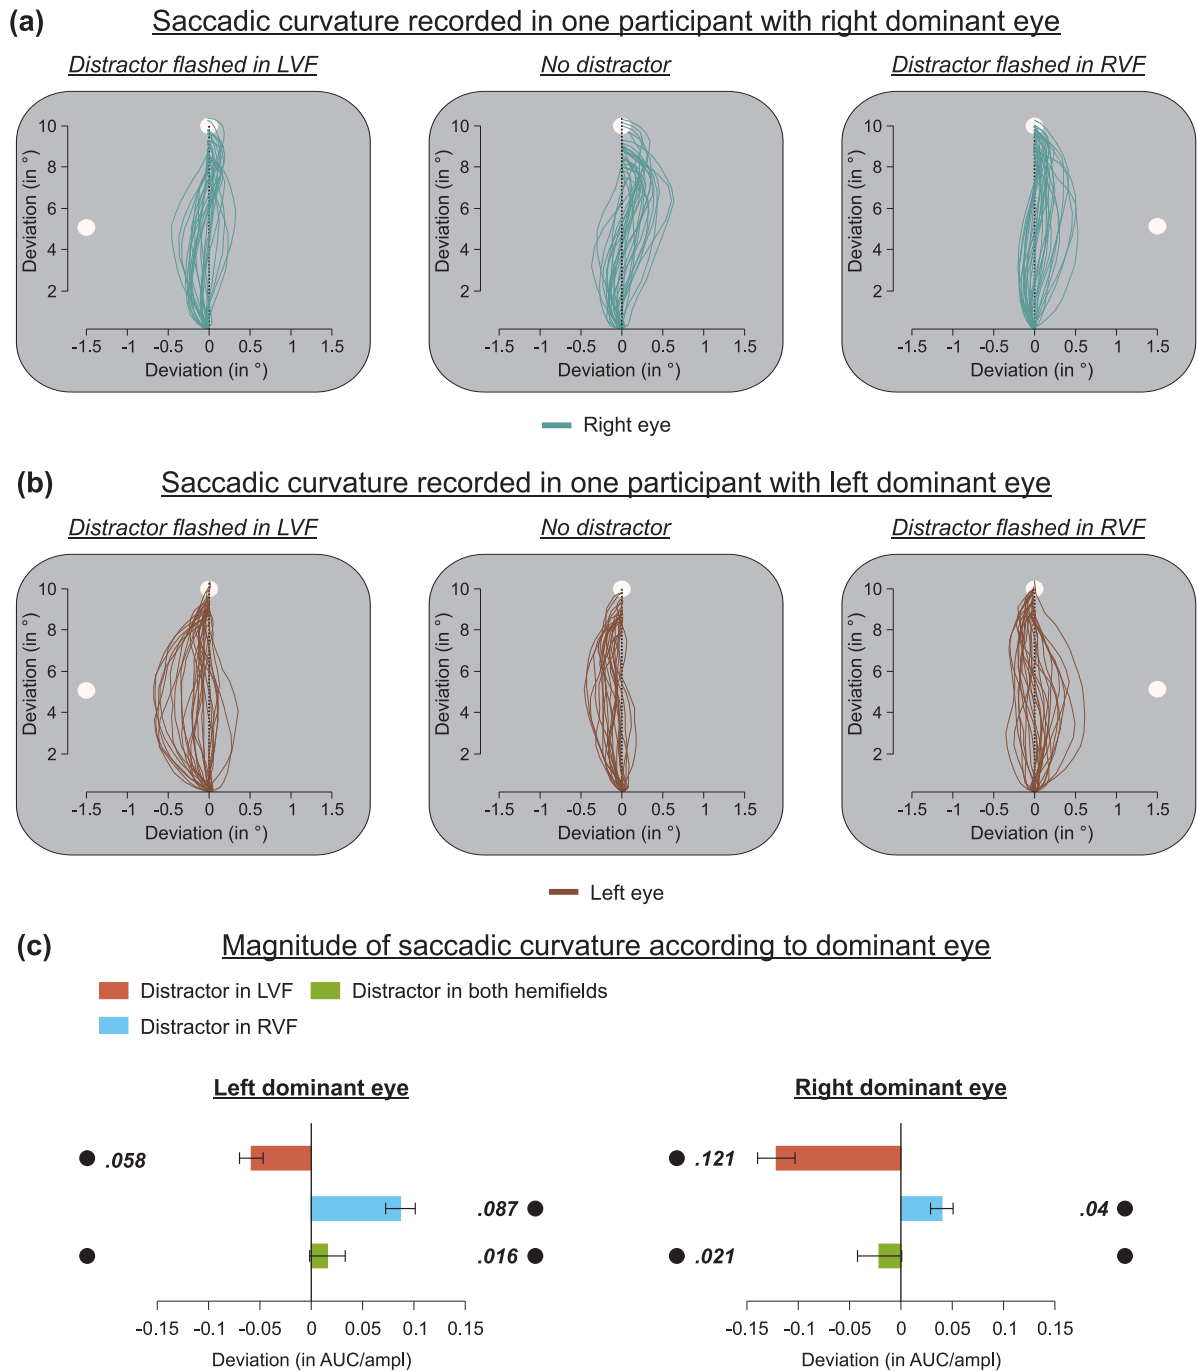 (a) Saccadic curvature recorded in one participant with right dominant eye
Distractor flashed in LVF
No distractor
Distractor flashed in RVF
10
8
6
4
2
Deviation (in °)
-1.5 -1 -0.5 0 0.5 1 1.5
Deviation (in °)
10
8
6
4
2
Deviation (in °)
-1.5 -1 -0.5 0 0.5 1 1.5
Deviation (in °)
10
8
6
4
2
Deviation (in °)
-1.5 -1 -0.5 0 0.5 1 1.5
Deviation (in °)
Right eye
(b) Saccadic curvature recorded in one participant with left dominant eye
Distractor flashed in LVF
No distractor
Distractor flashed in RVF
10
8
6
4
2
Deviation (in °)
-1.5 -1 -0.5 0 0.5 1 1.5
Deviation (in °)
10
8
6
4
2
Deviation (in °)
-1.5 -1 -0.5 0 0.5 1 1.5
Deviation (in °)
10
8
6
4
2
Deviation (in °)
-1.5 -1 -0.5 0 0.5 1 1.5
Deviation (in °)
Left eye
(c) Magnitude of saccadic curvature according to dominant eye
Distractor in LVF
Distractor in both hemifields
Distractor in RVF
Left dominant eye
.058
.087
.016
-0.15 -0.1 -0.05 0 0.05 0.1 0.15
Deviation (in AUC/ampl)
Right dominant eye
.121
.04
.021
-0.15 -0.1 -0.05 0 0.05 0.1 0.15
Deviation (in AUC/ampl)